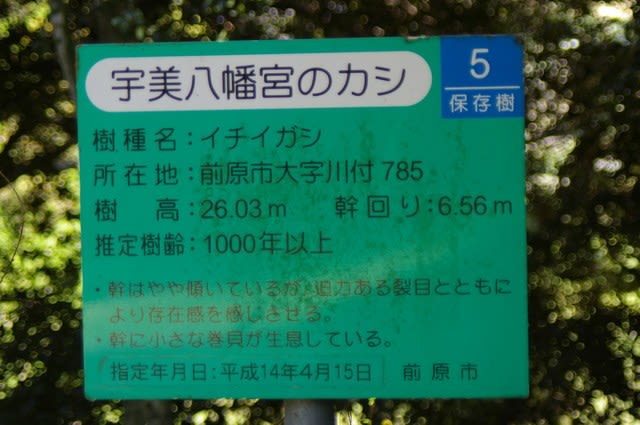 宇美八幡宮のカシ
5
保存樹
樹種名：イチイガシ
所在地：前原市大字川付785
樹　高：26.03m　幹回り：6.56m
推定樹齢：1000年以上
・幹はやや傾いているが、迫力ある裂目とともに
より存在感を感じさせる。
・幹に小さな巻貝が生息している。
指定年月日：平成14年4月15日　前原市